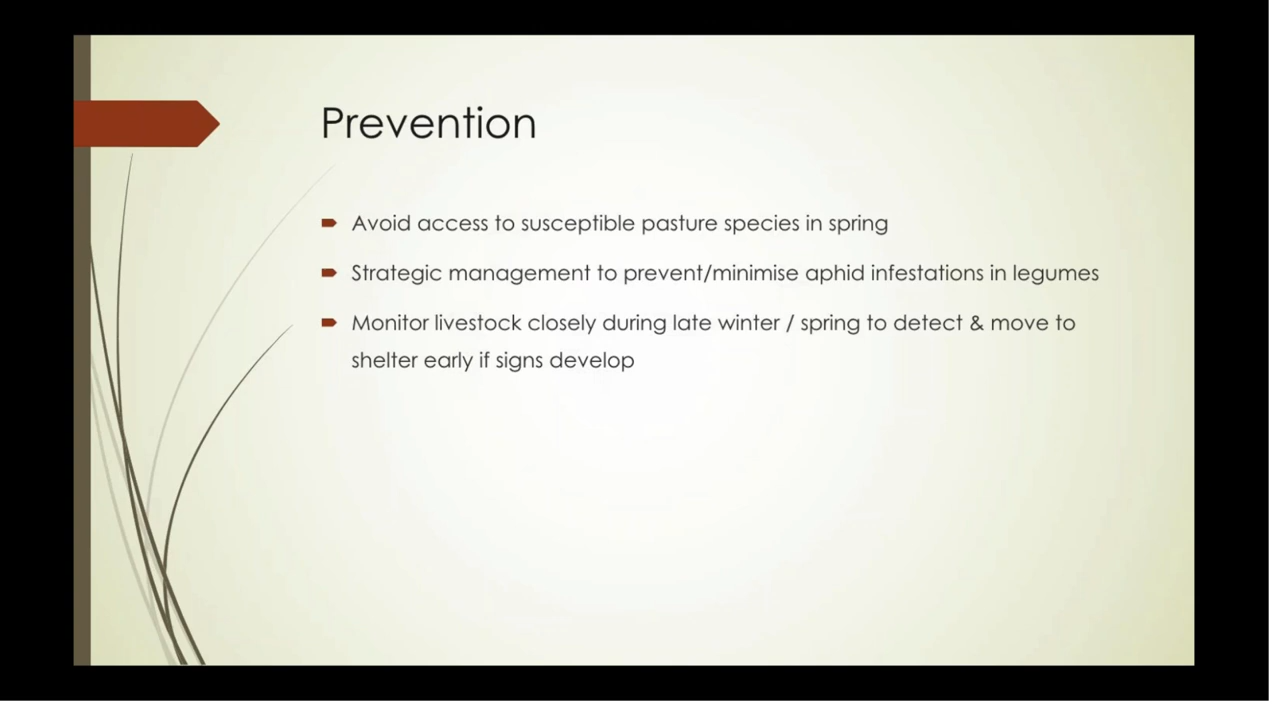 Prevention
Avoid access to susceptible pasture species in spring
Strategic management to prevent/minimise aphid infestations in legumes
Monitor livestock closely during late winter / spring to detect & move to
shelter early if signs develop